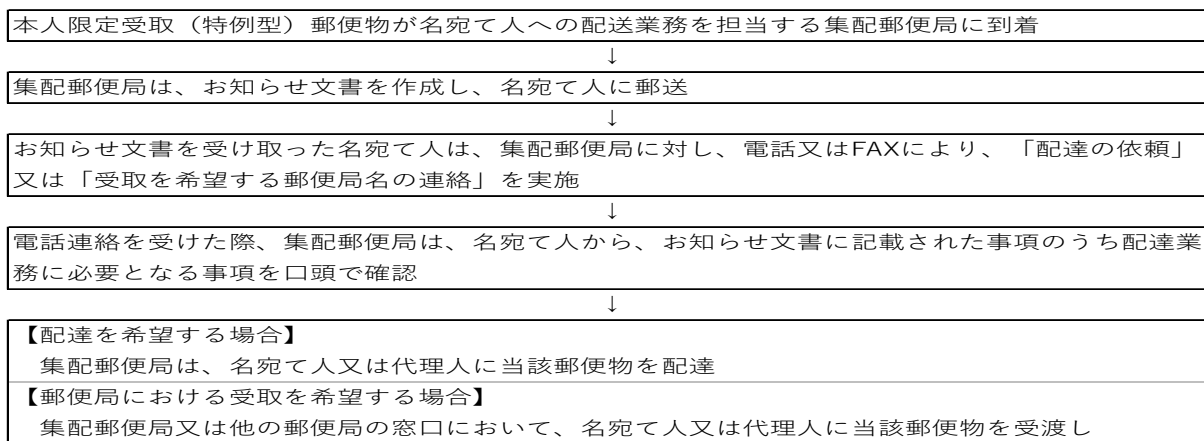 本人限定受取（特例型）郵便物が名宛て人への配送業務を担当する集配郵便局に到着
↓
集配郵便局は、お知らせ文書を作成し、名宛て人に郵送
↓
お知らせ文書を受け取った名宛て人は、集配郵便局に対し、電話又はFAXにより、「配達の依頼」
又は「受取を希望する郵便局名の連絡」を実施
↓
電話連絡を受けた際、集配郵便局は、名宛て人から、お知らせ文書に記載された事項のうち配達業
務に必要となる事項を口頭で確認
↓
【配達を希望する場合】
集配郵便局は、名宛て人又は代理人に当該郵便物を配達
【郵便局における受取を希望する場合】
集配郵便局又は他の郵便局の窓口において、名宛て人又は代理人に当該郵便物を受渡し